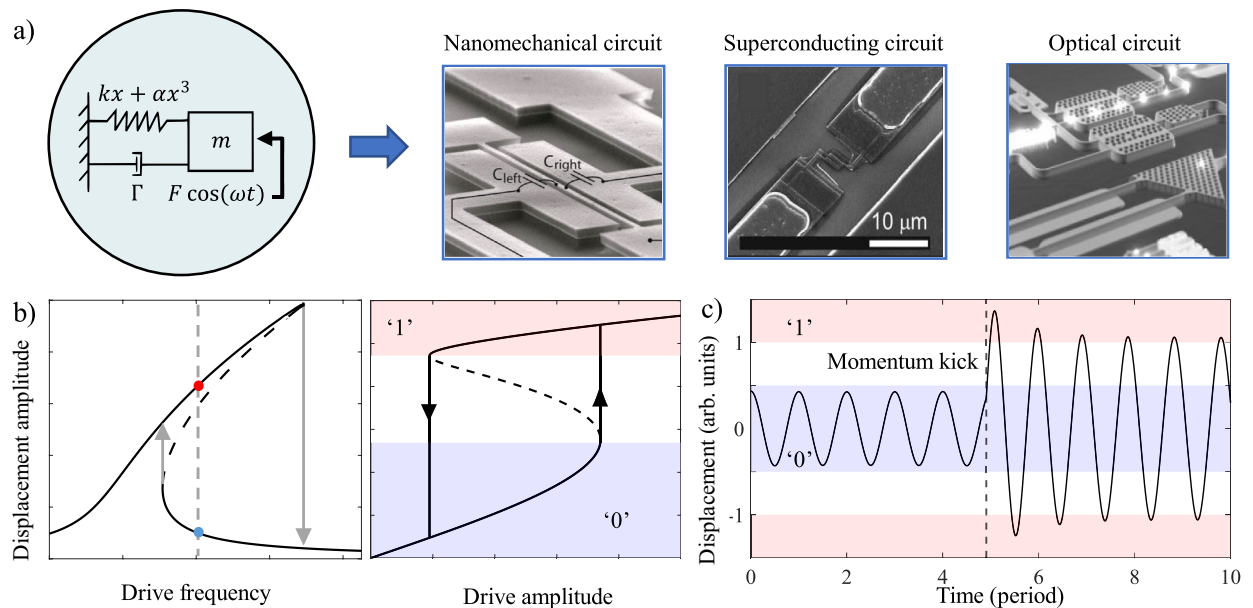 a)
kx + αx³
m
Γ
F cos(ωt)
Nanomechanical circuit
C_left
C_right
Superconducting circuit
10 μm
Optical circuit
b)
Displacement amplitude
Drive frequency
'1'
'0'
Drive amplitude
c)
Displacement (arb. units)
1
0
-1
'1'
Momentum kick
'0'
0 2 4 6 8 10
Time (period)